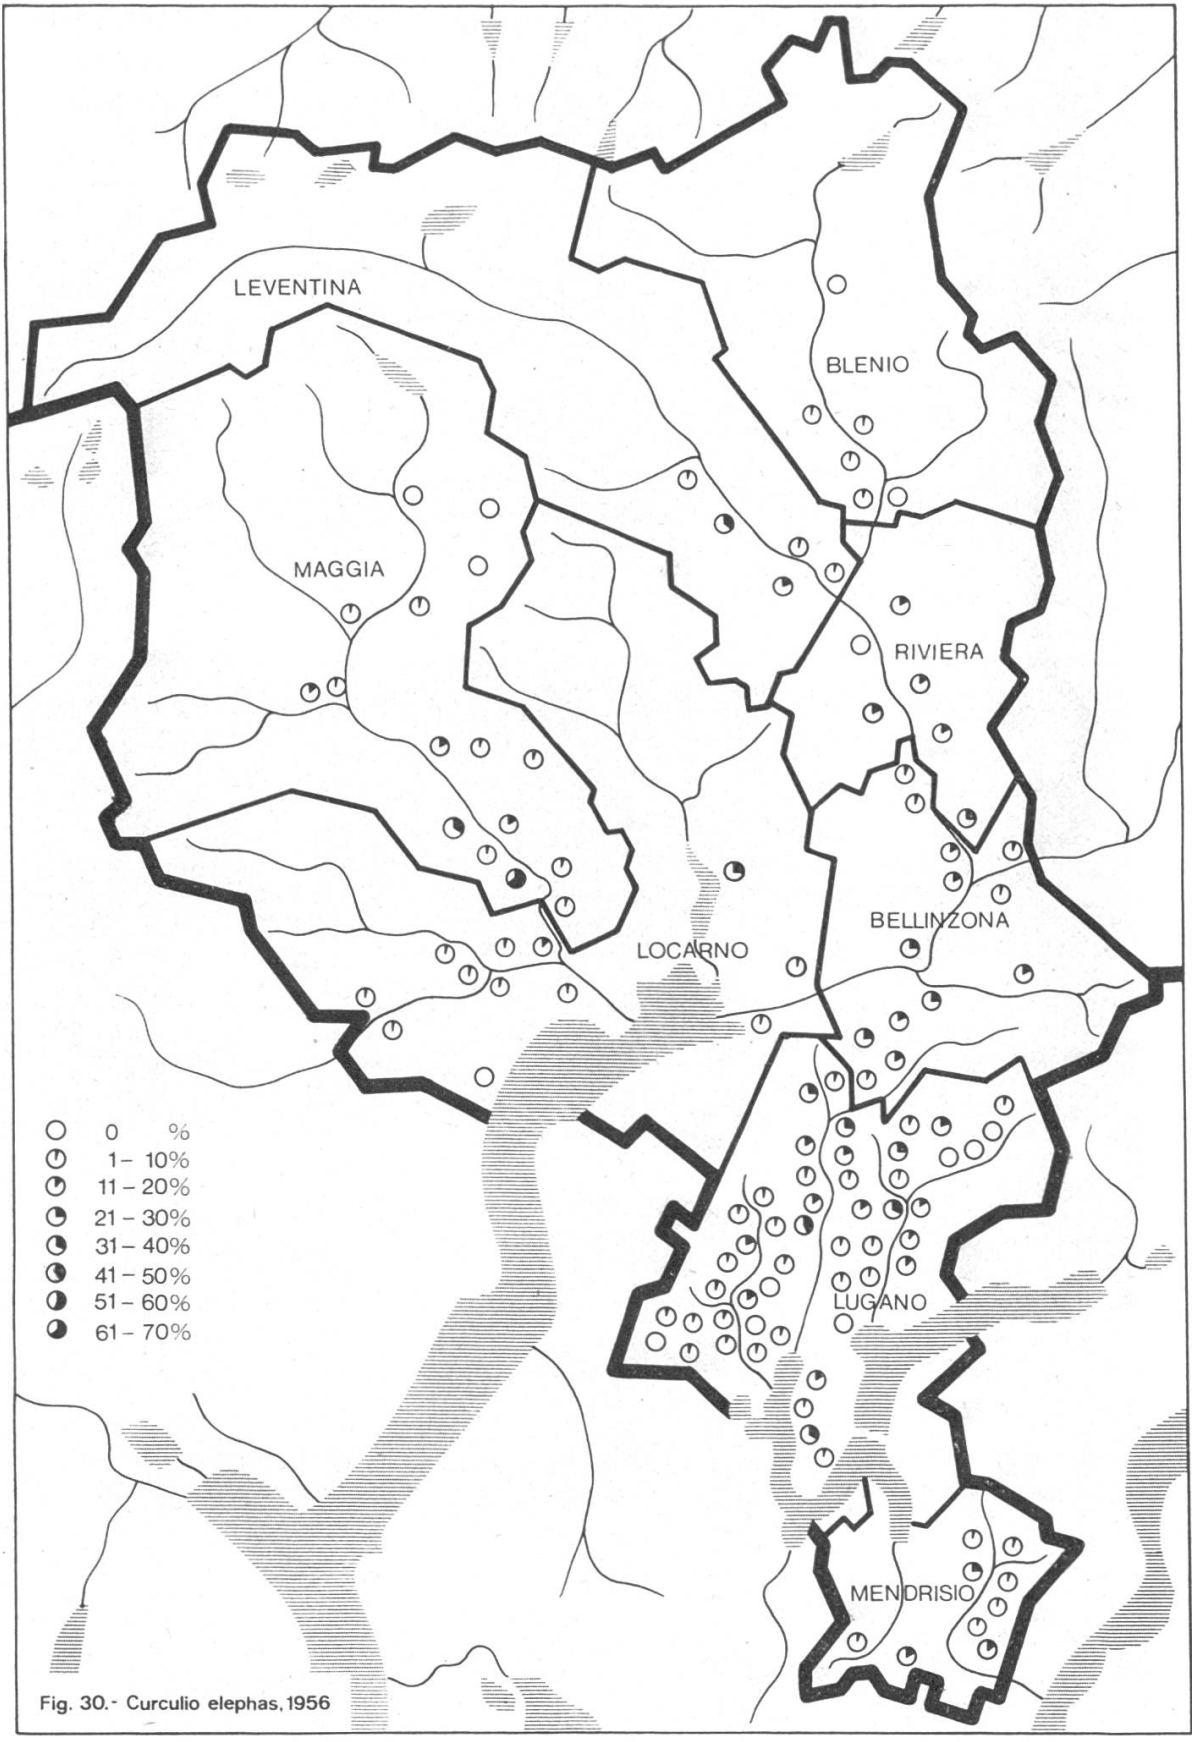 LEVENTINA
BLENIO
MAGGIA
RIVIERA
BELLINZONA
LOCARNO
0 %
1 – 10%
11 – 20%
21 – 30%
31 – 40%
41 – 50%
51 – 60%
61 – 70%
LUGANO
MENDRISIO
Fig. 30.- Curculio elephas, 1956